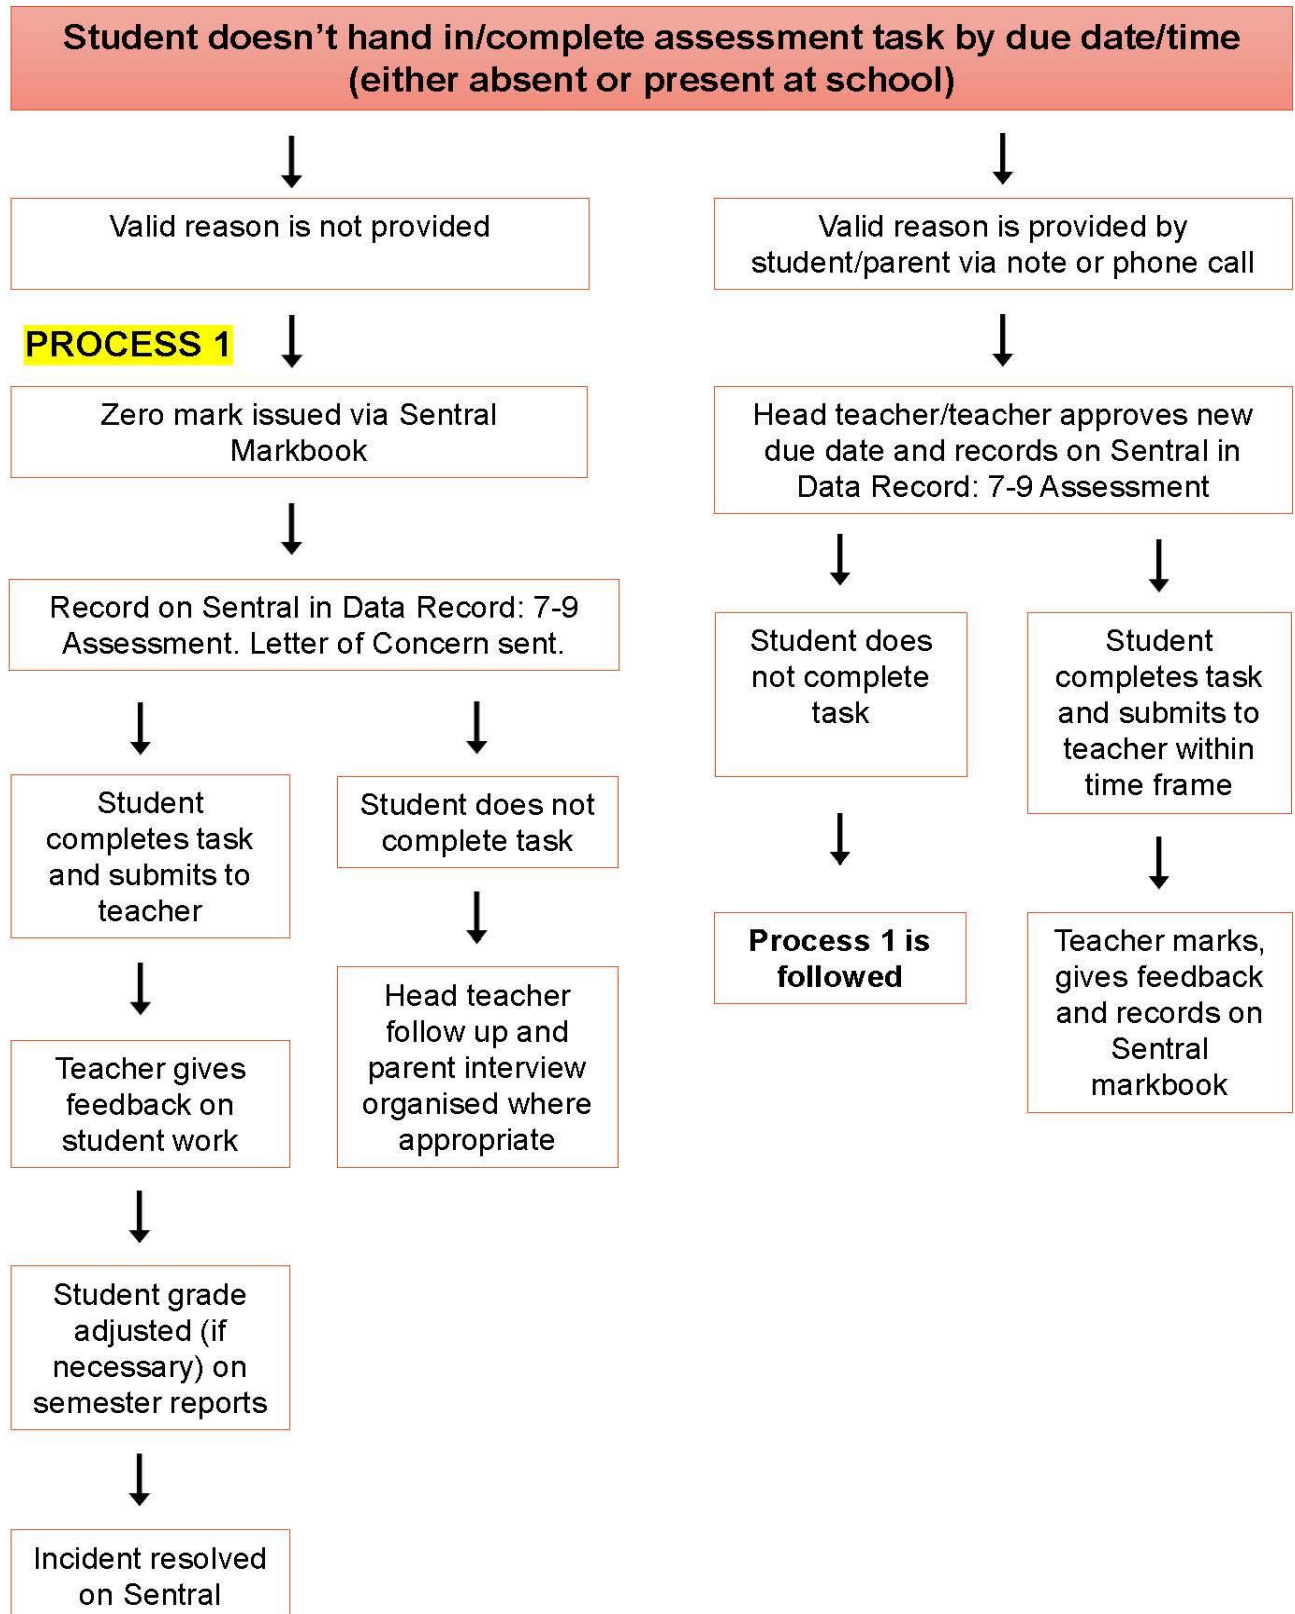 Student doesn’t hand in/complete assessment task by due date/time
(either absent or present at school)
Valid reason is not provided
PROCESS 1
Zero mark issued via Sentral
Markbook
Record on Sentral in Data Record: 7-9
Assessment. Letter of Concern sent.
Student
completes task
and submits to
teacher
Teacher gives
feedback on
student work
Student grade
adjusted (if
necessary) on
semester reports
Incident resolved
on Sentral
Student does not
complete task
Head teacher
follow up and
parent interview
organised where
appropriate
Valid reason is provided by
student/parent via note or phone call
Head teacher/teacher approves new
due date and records on Sentral in
Data Record: 7-9 Assessment
Student does
not complete
task
Process 1 is
followed
Student
completes task
and submits to
teacher within
time frame
Teacher marks,
gives feedback
and records on
Sentral
markbook